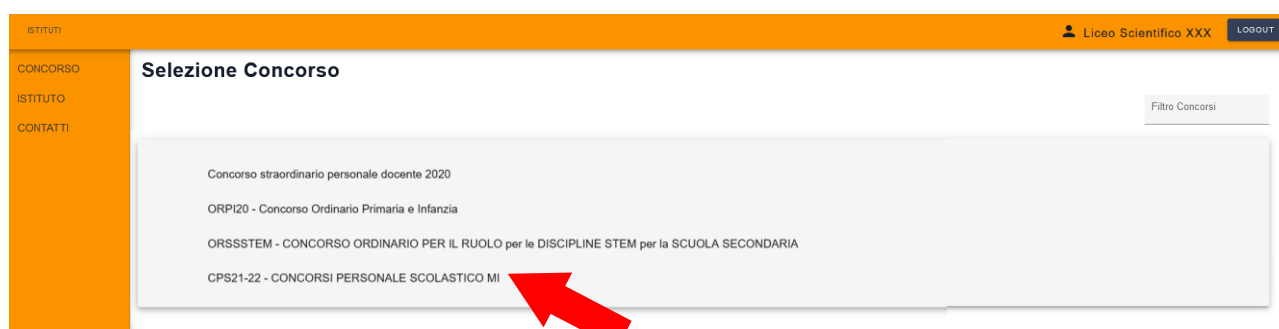 ISTITUTI
Liceo Scientifico XXX
LOGOUT
CONCORSO
ISTITUTO
CONTATTI
Selezione Concorso
Filtro Concorsi
Concorso straordinario personale docente 2020
ORPI20 - Concorso Ordinario Primaria e Infanzia
ORSSSTEM - CONCORSO ORDINARIO PER IL RUOLO per le DISCIPLINE STEM per la SCUOLA SECONDARIA
CPS21-22 - CONCORSI PERSONALE SCOLASTICO MI